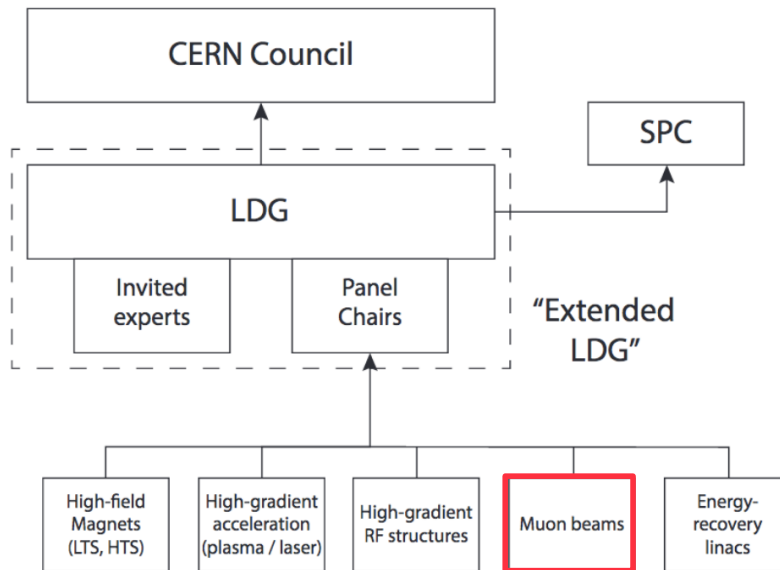 CERN Council
SPC
LDG
Invited
experts
Panel
Chairs
“Extended
LDG”
High-field
Magnets
(LTS, HTS)
High-gradient
acceleration
(plasma / laser)
High-gradient
RF structures
Muon beams
Energy-
recovery
linacs